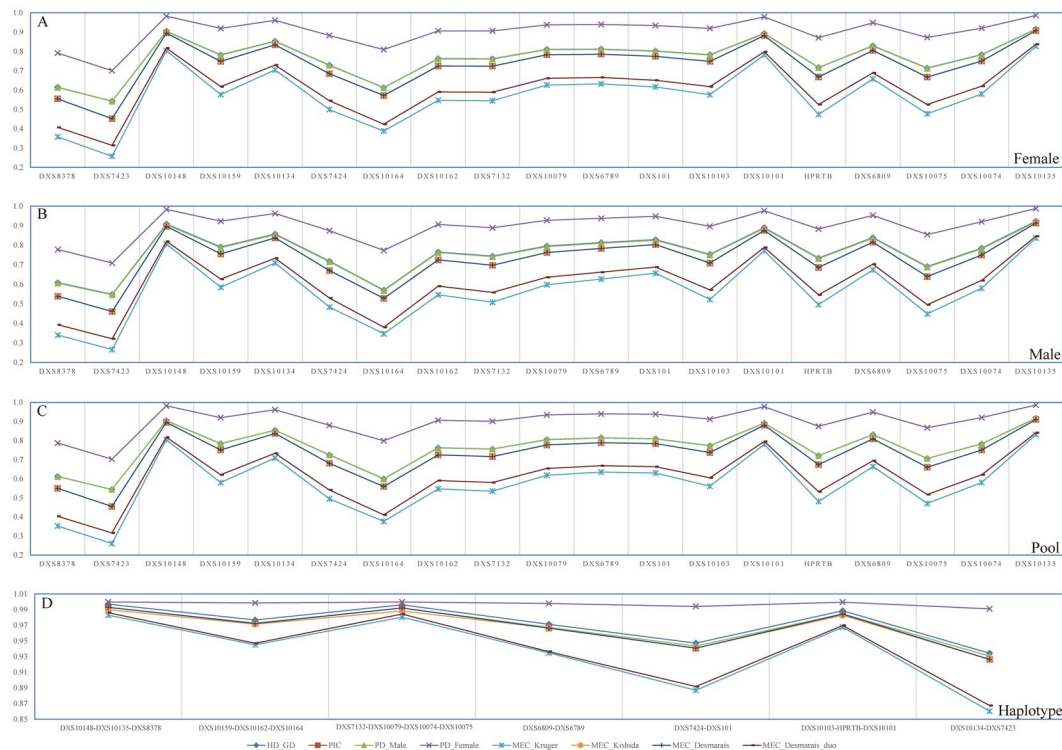 A
1.0
0.9
0.8
0.7
0.6
0.5
0.4
0.3
0.2
Female
DXS8378 DXS7423 DXS10148 DXS10159 DXS10134 DXS7424 DXS10164 DXS10162 DXS7132 DXS10079 DXS6789 DXS101 DXS10103 DXS10101 HPRTB DXS6809 DXS10075 DXS10074 DXS10135
B
1.0
0.9
0.8
0.7
0.6
0.5
0.4
0.3
0.2
Male
DXS8378 DXS7423 DXS10148 DXS10159 DXS10134 DXS7424 DXS10164 DXS10162 DXS7132 DXS10079 DXS6789 DXS101 DXS10103 DXS10101 HPRTB DXS6809 DXS10075 DXS10074 DXS10135
C
1.0
0.9
0.8
0.7
0.6
0.5
0.4
0.3
0.2
Pool
DXS8378 DXS7423 DXS10148 DXS10159 DXS10134 DXS7424 DXS10164 DXS10162 DXS7132 DXS10079 DXS6789 DXS101 DXS10103 DXS10101 HPRTB DXS6809 DXS10075 DXS10074 DXS10135
D
1.01
0.99
0.97
0.95
0.93
0.91
0.89
0.87
0.85
Haplotype
DXS10148-DXS10135-DXS8378 DXS10159-DXS10162-DXS10164 DXS7132-DXS10079-DXS10074-DXS10075 DXS6809-DXS6789 DXS7424-DXS101 DXS10103-HPRTB-DXS10101 DXS10134-DXS7423
HD_GD PIC PD_Male PD_Female MEC_Kruger MEC_Kishida MEC_Desmarais MEC_Desmarais_duo